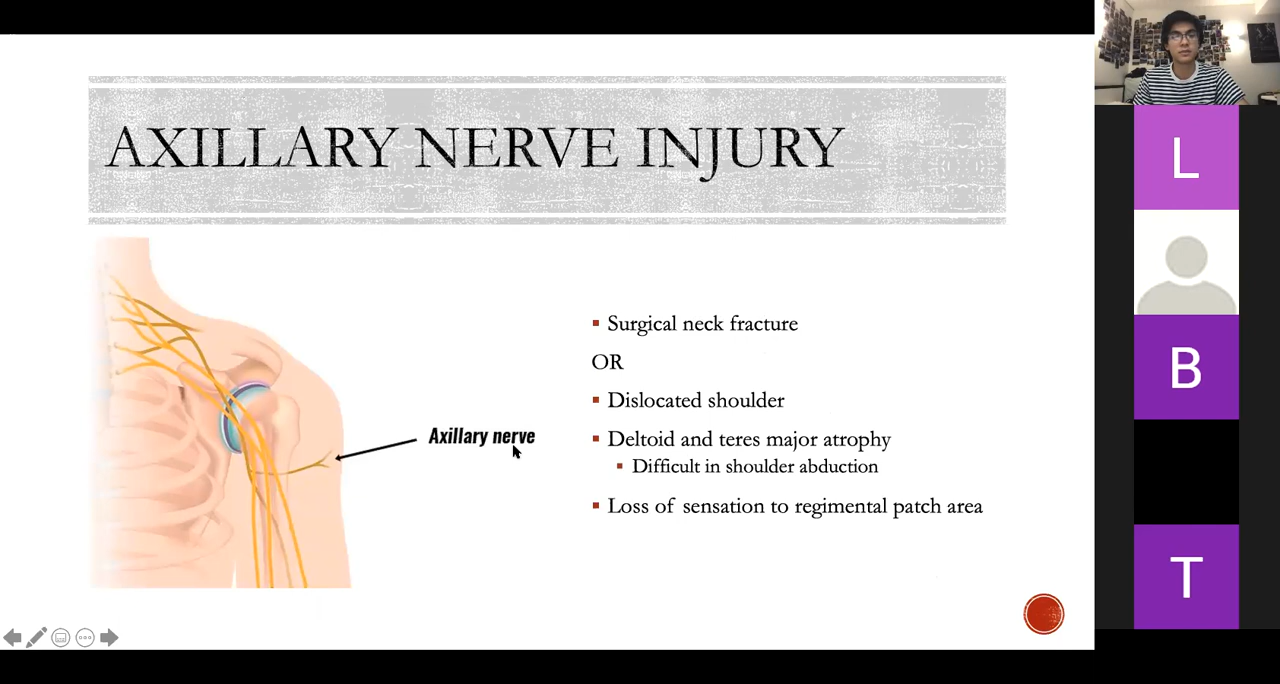 AXILLARY NERVE INJURY
Axillary nerve
Surgical neck fracture
OR
Dislocated shoulder
Deltoid and teres major atrophy
Difficult in shoulder abduction
Loss of sensation to regimental patch area
L
B
T